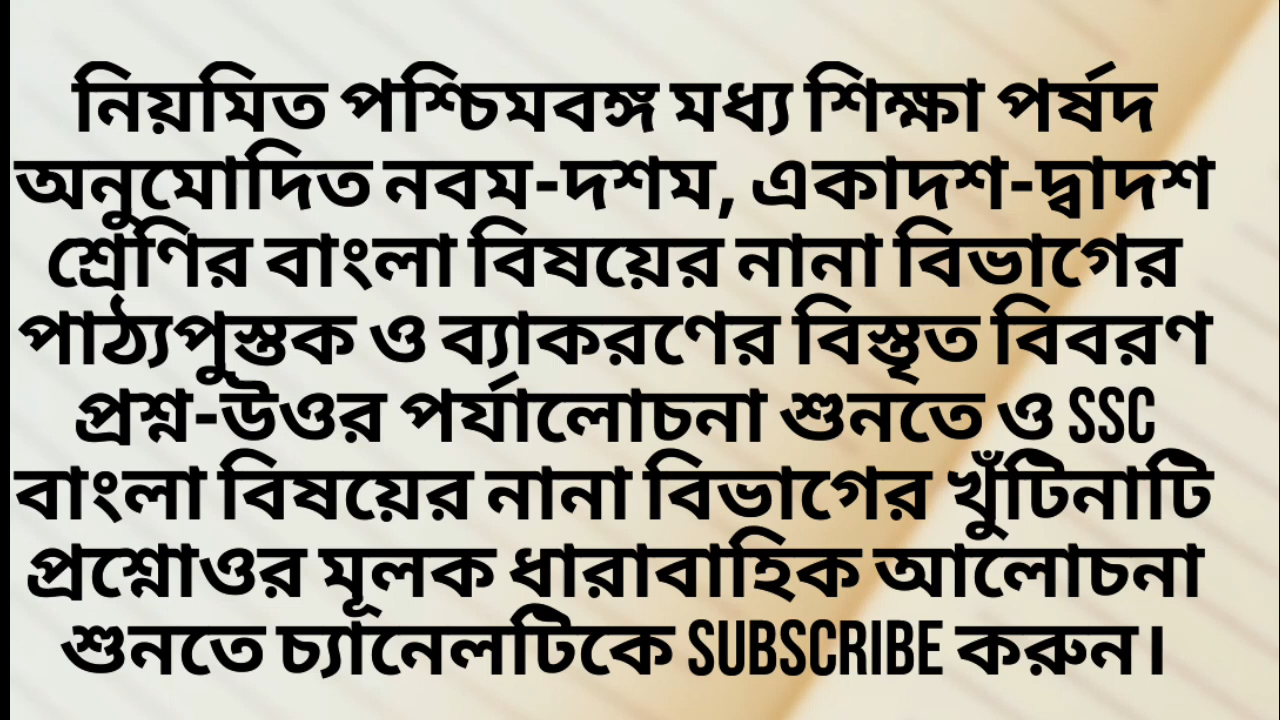 নিয়মিত পশ্চিমবঙ্গ মধ্য শিক্ষা পর্ষদ
অনুমোদিত নবম-দশম, একাদশ-দ্বাদশ
শ্রেণির বাংলা বিষয়ের নানা বিভাগের
পাঠ্যপুস্তক ও ব্যাকরণের বিস্তৃত বিবরণ
প্রশ্ন-উওর পর্যালোচনা শুনতে ও SSC
বাংলা বিষয়ের নানা বিভাগের খুঁটিনাটি
প্রশ্নোওর মূলক ধারাবাহিক আলোচনা
শুনতে চ্যানেলটিকে SUBSCRIBE করুন।